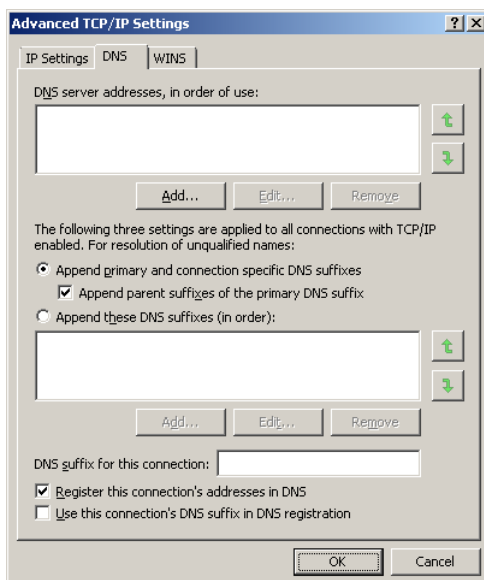 Advanced TCP/IP Settings
IP Settings DNS WINS
DNS server addresses, in order of use:
Add... Edit... Remove
The following three settings are applied to all connections with TCP/IP
enabled. For resolution of unqualified names:
Append primary and connection specific DNS suffixes
Append parent suffixes of the primary DNS suffix
Append these DNS suffixes (in order):
Add... Edit... Remove
DNS suffix for this connection:
Register this connection's addresses in DNS
Use this connection's DNS suffix in DNS registration
OK Cancel